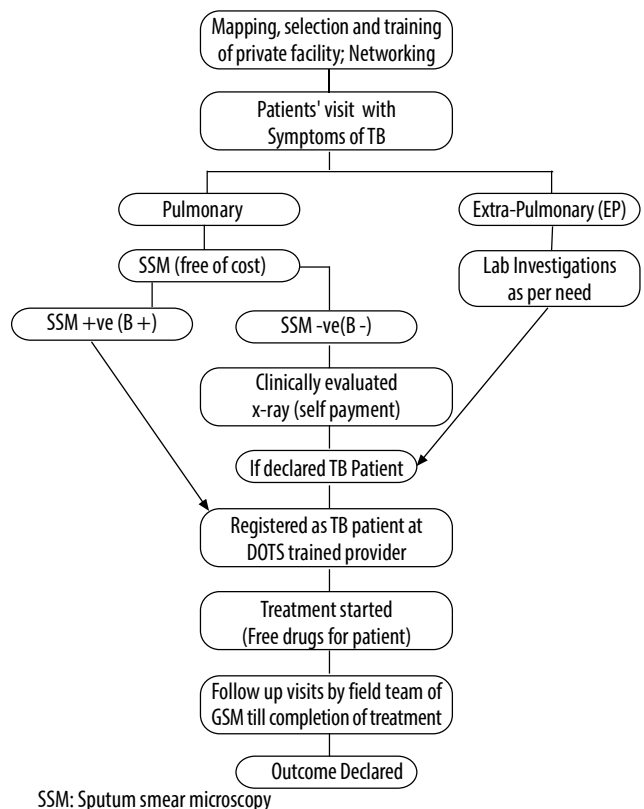 Mapping, selection and training
of private facility; Networking
Patients' visit with
Symptoms of TB
Pulmonary
Extra-Pulmonary (EP)
SSM (free of cost)
Lab Investigations
as per need
SSM +ve (B +)
SSM -ve(B -)
Clinically evaluated
x-ray (self payment)
If declared TB Patient
Registered as TB patient at
DOTS trained provider
Treatment started
(Free drugs for patient)
Follow up visits by field team of
GSM till completion of treatment
Outcome Declared
SSM: Sputum smear microscopy